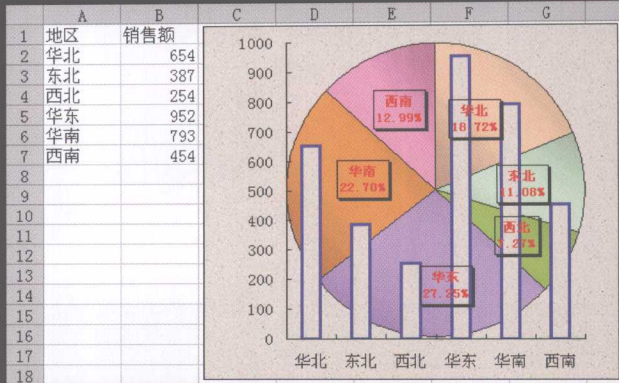 A B C D E F G
1 地区 销售额
2 华北 654
3 东北 387
4 西北 254
5 华东 952
6 华南 793
7 西南 454
8
9
10
11
12
13
14
15
16
17
18
1000
900
800
700
600
500
400
300
200
100
0
西南
12.99%
华北
18.72%
华南
22.70%
东北
11.08%
西北
7.27%
华东
27.25%
华北 东北 西北 华东 华南 西南